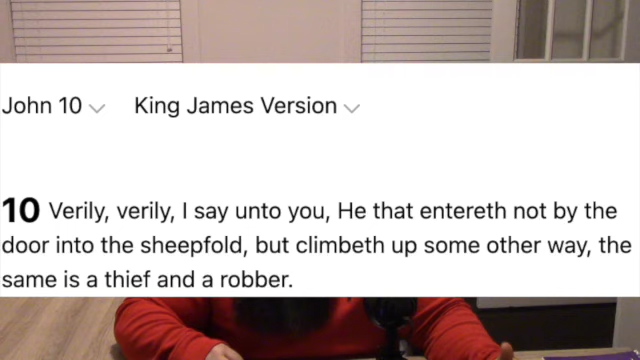 John 10 King James Version
10 Verily, verily, I say unto you, He that entereth not by the
door into the sheepfold, but climbeth up some other way, the
same is a thief and a robber.